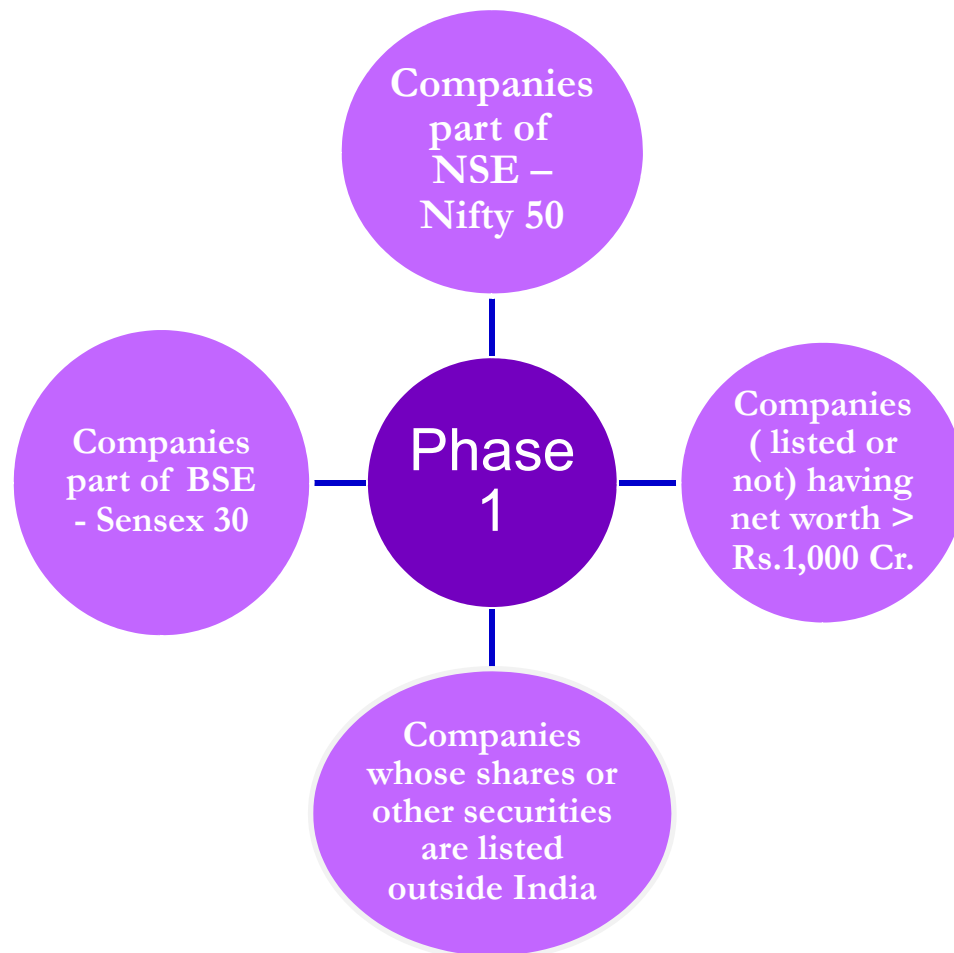 Companies
part of
NSE –
Nifty 50
Companies
part of BSE
- Sensex 30
Phase
1
Companies
( listed or
not) having
net worth >
Rs.1,000 Cr.
Companies
whose shares or
other securities
are listed
outside India